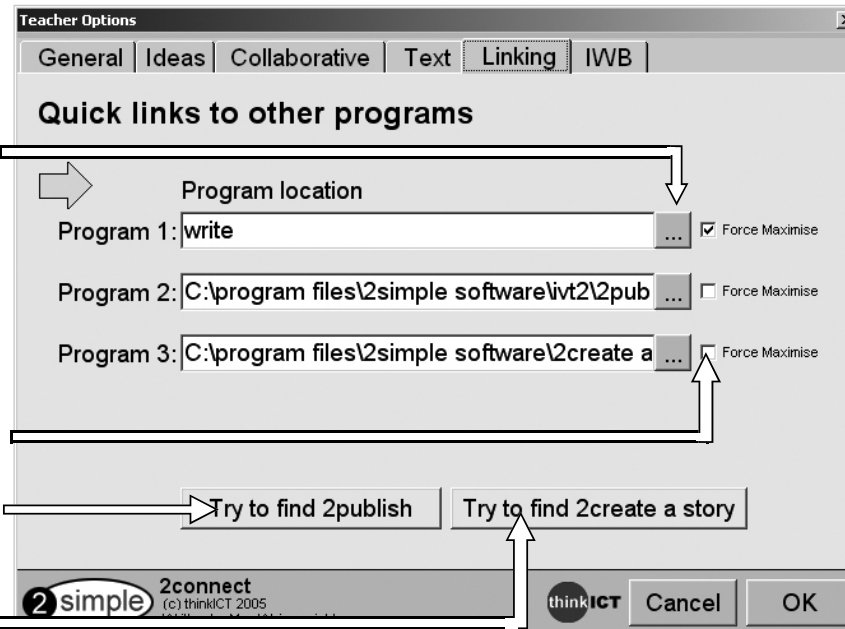 Teacher Options
General Ideas Collaborative Text Linking IWB
Quick links to other programs
Program location
Program 1: write ... Force Maximise
Program 2: C:\program files\2simple software\ivt2\2pub ... Force Maximise
Program 3: C:\program files\2simple software\2create a ... Force Maximise
Try to find 2publish Try to find 2create a story
2simple 2connect thinkICT Cancel OK
(c) thinkICT 2005